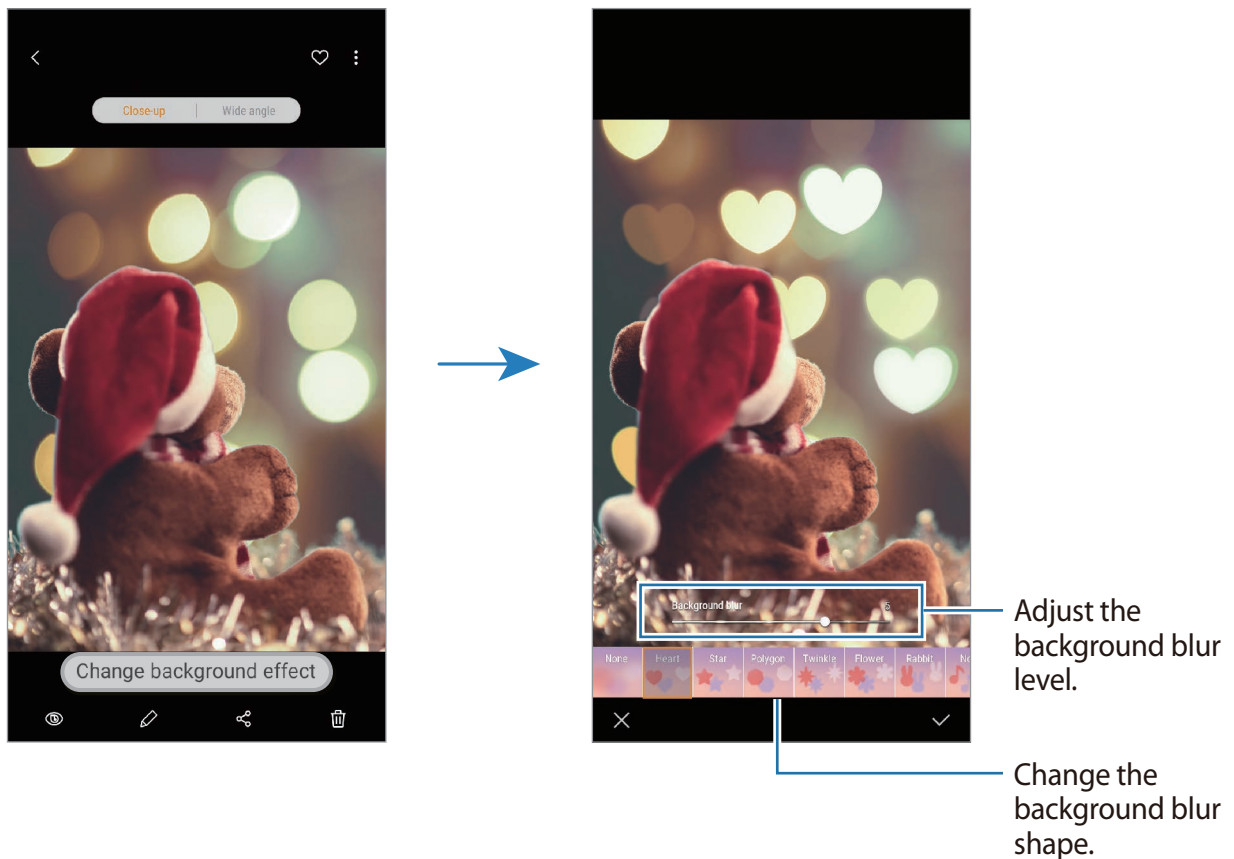 Close-up
Wide angle
Change background effect
Background blur
5
None
Heart
Star
Polygon
Twinkle
Flower
Rabbit
Adjust the
background blur
level.
Change the
background blur
shape.